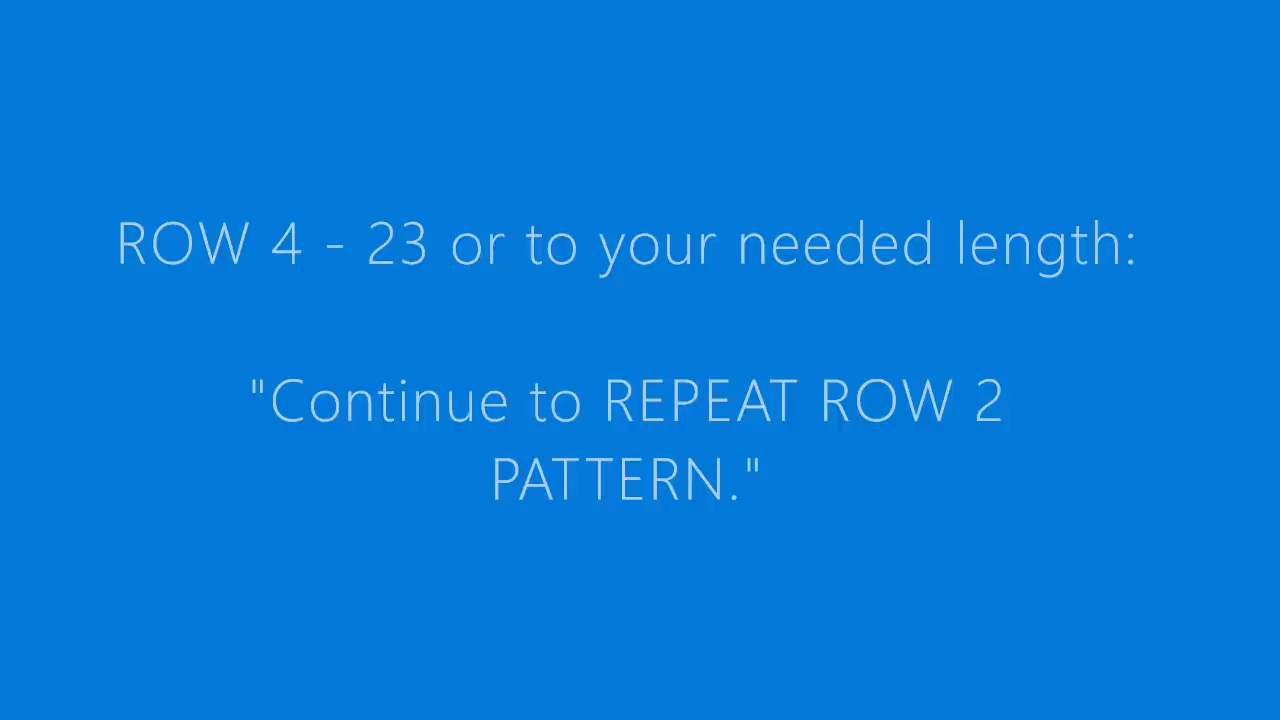 ROW 4 - 23 or to your needed length:
"Continue to REPEAT ROW 2
PATTERN."